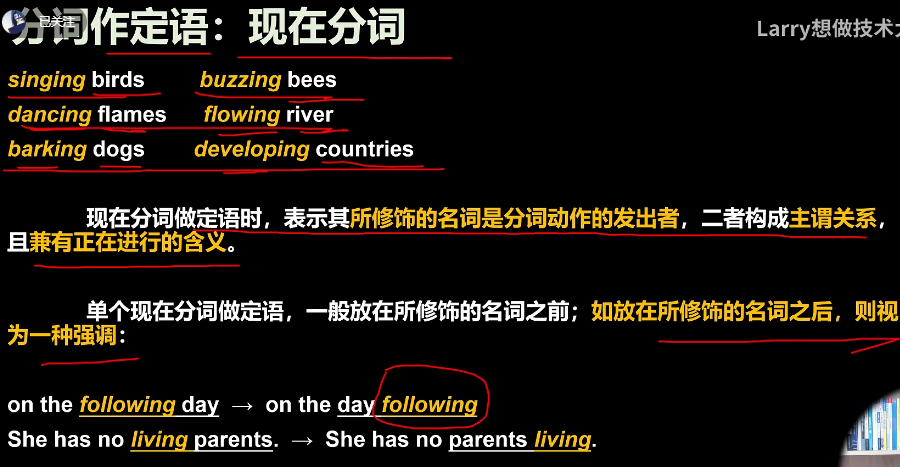 分词作定语：现在分词
已关注
Larry想做技术大
singing birds buzzing bees
dancing flames flowing river
barking dogs developing countries
现在分词做定语时，表示其所修饰的名词是分词动作的发出者，二者构成主谓关系，
且兼有正在进行的含义。
单个现在分词做定语，一般放在所修饰的名词之前；如放在所修饰的名词之后，则视
为一种强调：
on the following day → on the day following
She has no living parents. → She has no parents living.